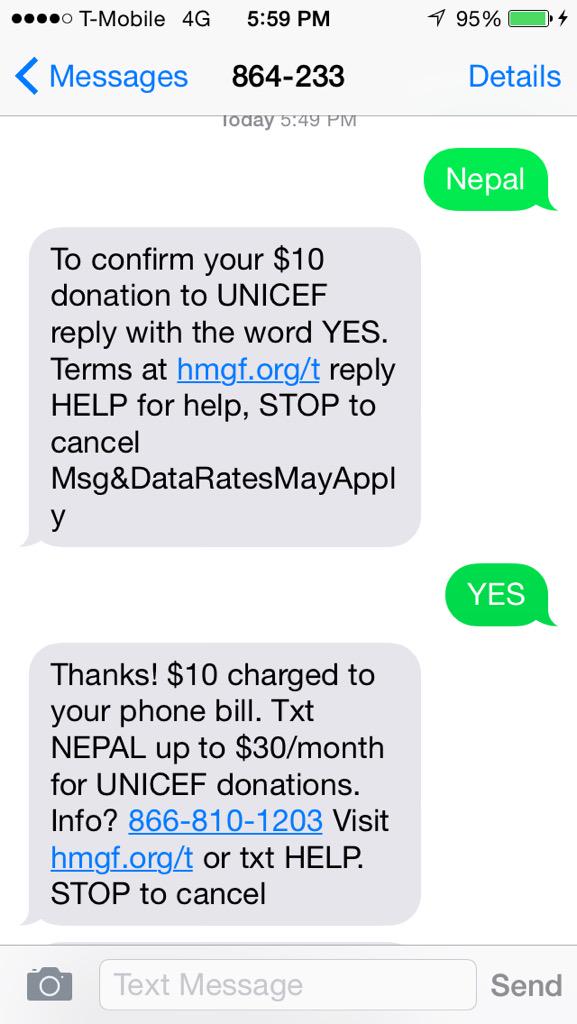 T-Mobile 4G 5:59 PM 95%
Messages 864-233 Details
Today 5:49 PM
Nepal
To confirm your $10
donation to UNICEF
reply with the word YES.
Terms at hmgf.org/t reply
HELP for help, STOP to
cancel
Msg&DataRatesMayAppl
y
YES
Thanks! $10 charged to
your phone bill. Txt
NEPAL up to $30/month
for UNICEF donations.
Info? 866-810-1203 Visit
hmgf.org/t or txt HELP.
STOP to cancel
Text Message Send